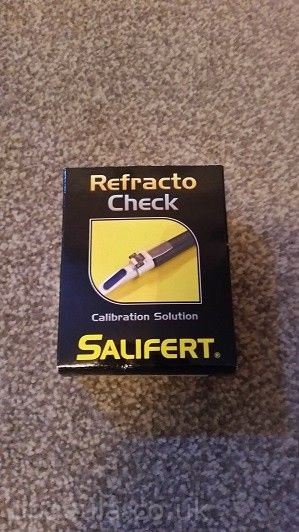 Refracto
Check
Calibration Solution
SALIFERT®